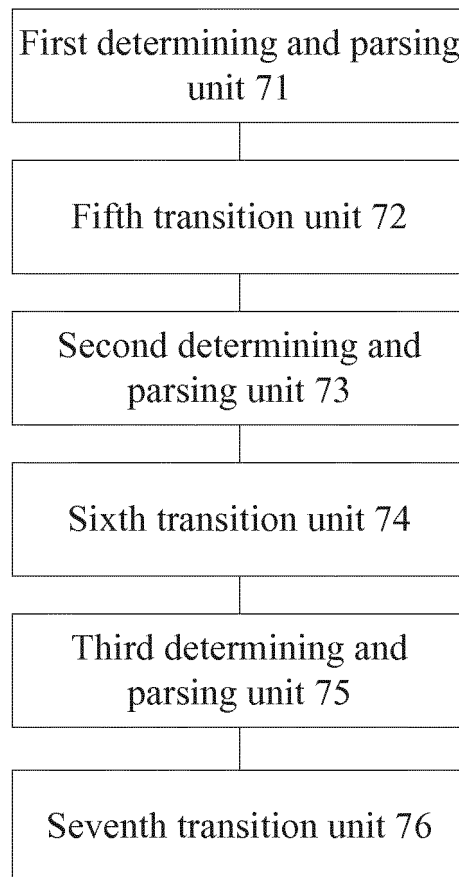 First determining and parsing
unit 71
Fifth transition unit 72
Second determining and
parsing unit 73
Sixth transition unit 74
Third determining and
parsing unit 75
Seventh transition unit 76